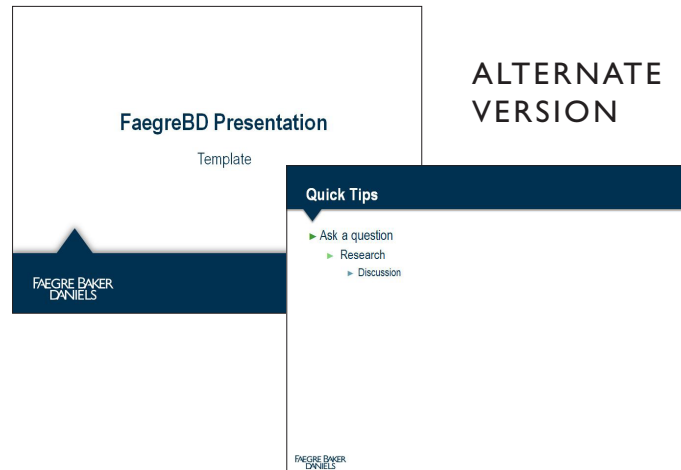 FaegreBD Presentation
Template
FAEGRE BAKER
DANIELS
ALTERNATE
VERSION
Quick Tips
► Ask a question
► Research
► Discussion
FAEGRE BAKER
DANIELS